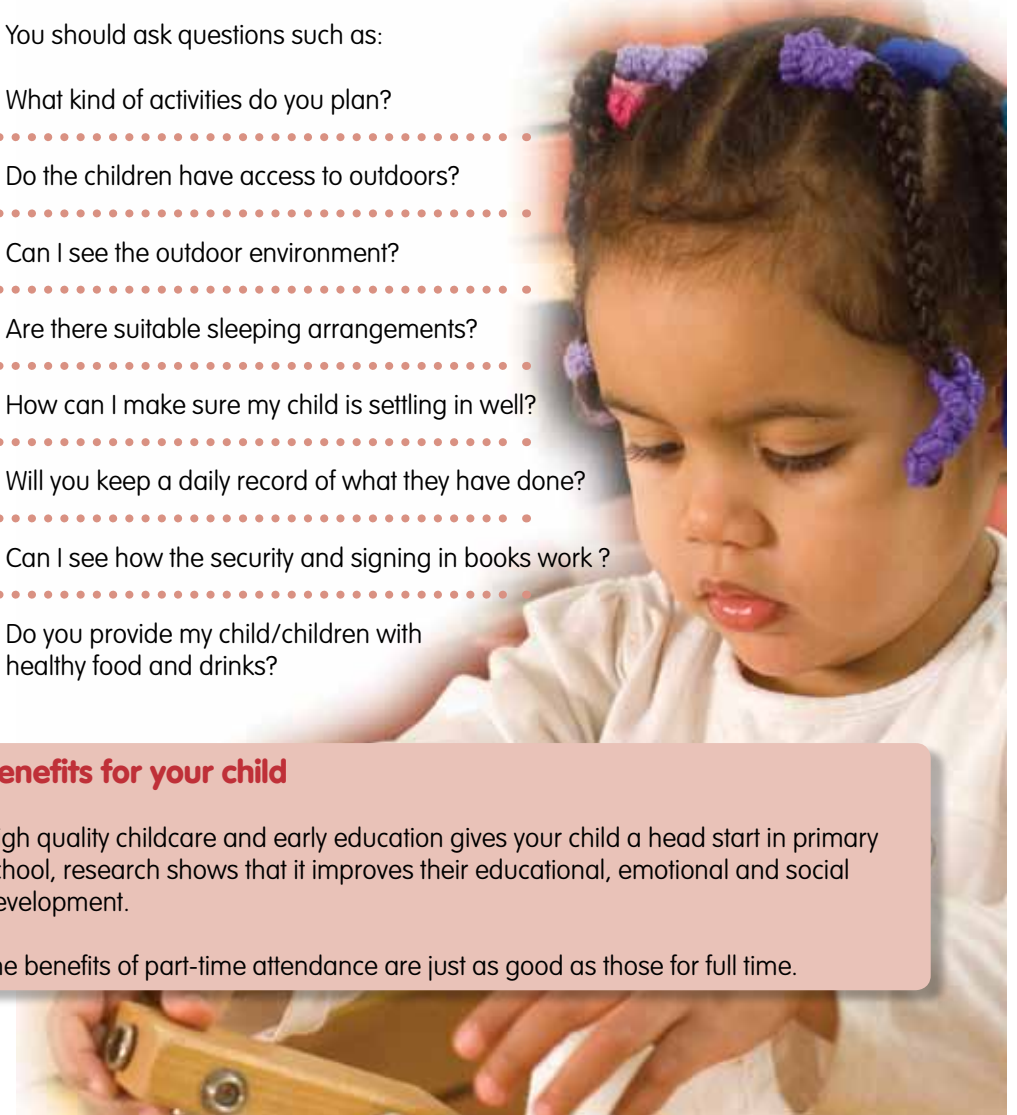 You should ask questions such as:
What kind of activities do you plan?
Do the children have access to outdoors?
Can I see the outdoor environment?
Are there suitable sleeping arrangements?
How can I make sure my child is settling in well?
Will you keep a daily record of what they have done?
Can I see how the security and signing in books work ?
Do you provide my child/children with
healthy food and drinks?
enefits for your child
igh quality childcare and early education gives your child a head start in primary
chool, research shows that it improves their educational, emotional and social
evelopment.
he benefits of part-time attendance are just as good as those for full time.